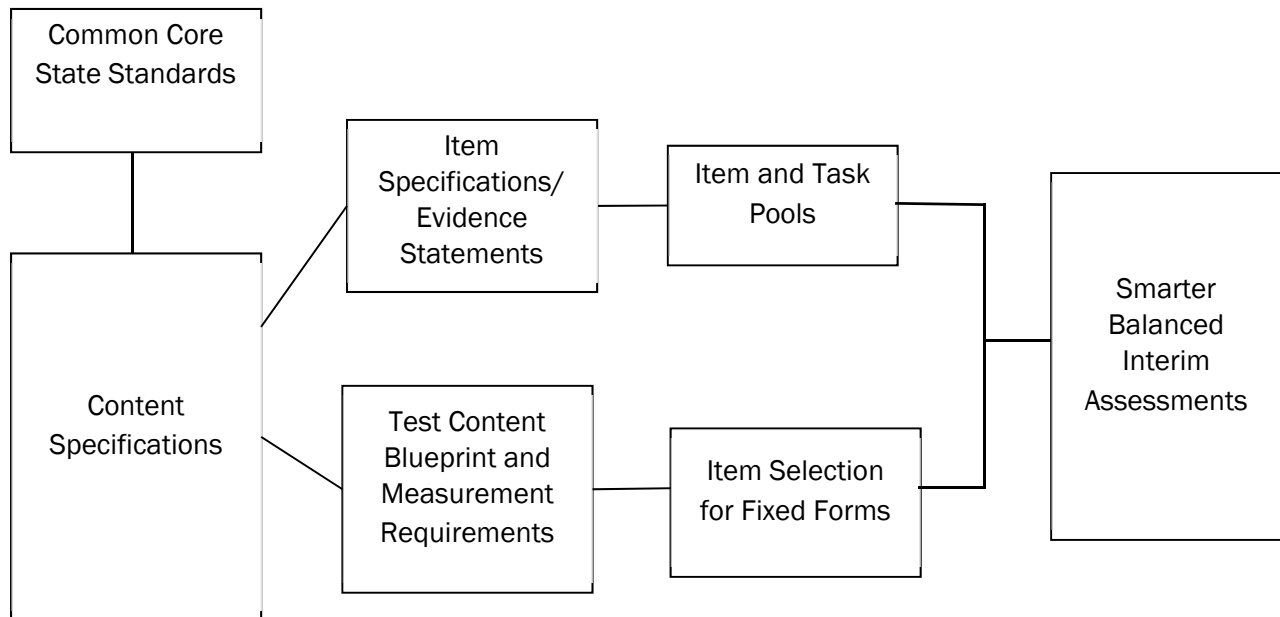 Common Core
State Standards
Item
Specifications/
Evidence
Statements
Item and Task
Pools
Smarter
Balanced
Interim
Assessments
Content
Specifications
Test Content
Blueprint and
Measurement
Requirements
Item Selection
for Fixed Forms